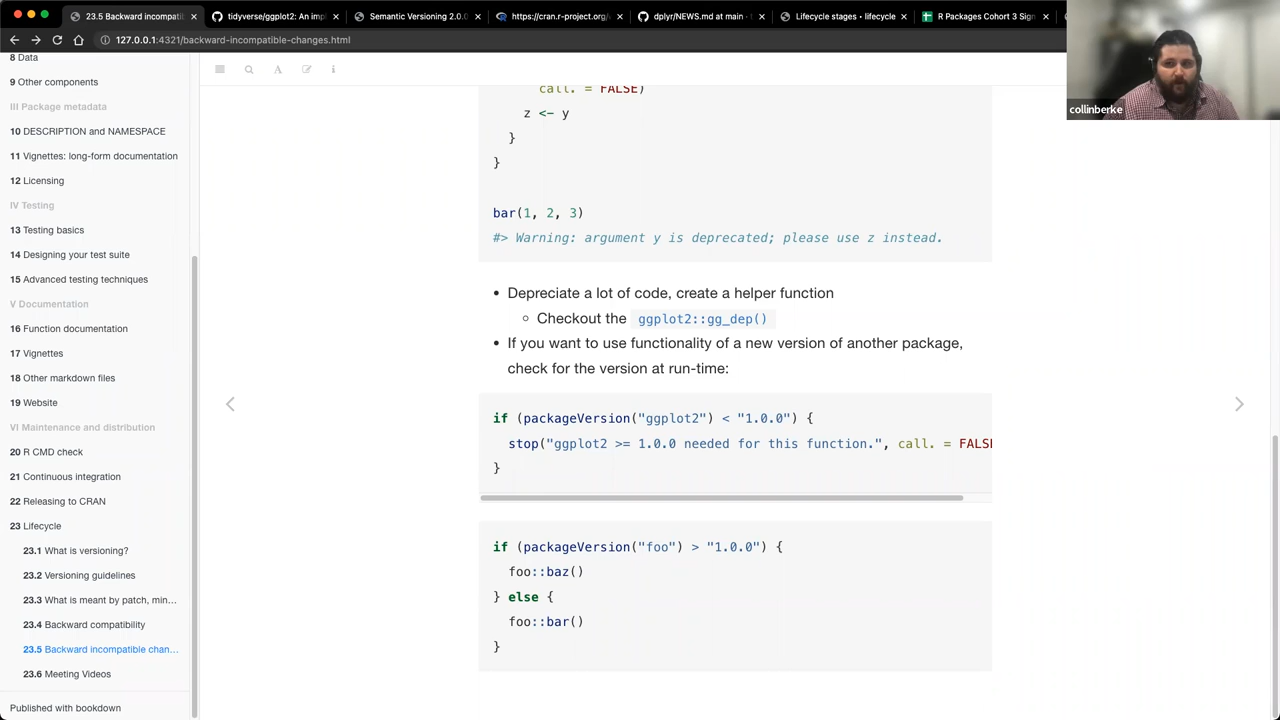 23.5 Backward incompatib
tidyverse/ggplot2: An imp
Semantic Versioning 2.0.0
https://cran.r-project.org/
dplyr/NEWS.md at main ·
Lifecycle stages • lifecycle
R Packages Cohort 3 Sign
127.0.0.1:4321/backward-incompatible-changes.html
collinberke
8 Data
9 Other components
III Package metadata
10 DESCRIPTION and NAMESPACE
11 Vignettes: long-form documentation
12 Licensing
IV Testing
13 Testing basics
14 Designing your test suite
15 Advanced testing techniques
V Documentation
16 Function documentation
17 Vignettes
18 Other markdown files
19 Website
VI Maintenance and distribution
20 R CMD check
21 Continuous integration
22 Releasing to CRAN
23 Lifecycle
23.1 What is versioning?
23.2 Versioning guidelines
23.3 What is meant by patch, min...
23.4 Backward compatibility
23.5 Backward incompatible chan...
23.6 Meeting Videos
Published with bookdown
call. = FALSE)
z <- y
}
}
bar(1, 2, 3)
#> Warning: argument y is deprecated; please use z instead.
• Depreciate a lot of code, create a helper function
Checkout the ggplot2::gg_dep()
• If you want to use functionality of a new version of another package,
check for the version at run-time:
if (packageVersion("ggplot2") < "1.0.0") {
stop("ggplot2 >= 1.0.0 needed for this function.", call. = FALS
}
if (packageVersion("foo") > "1.0.0") {
foo::baz()
} else {
foo::bar()
}